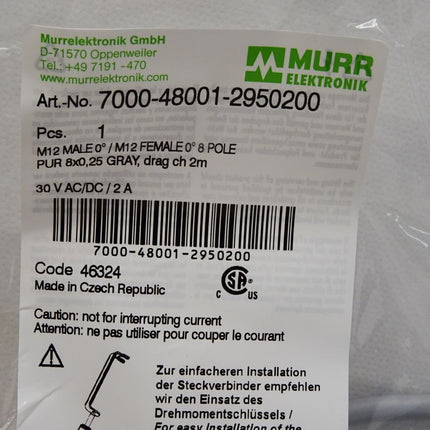 Murrelektronik GmbH
D-71570 Oppenweiler
Tel.: +49 7191 -470
www.murrelektronik.com
MURR
ELEKTRONIK
Art.-No. 7000-48001-2950200
Pcs. 1
M12 MALE 0° / M12 FEMALE 0° 8 POLE
PUR 8x0,25 GRAY, drag ch 2m
30 V AC/DC / 2 A
7000-48001-2950200
Code 46324
Made in Czech Republic
C US
Caution: not for interrupting current
Attention: ne pas utiliser pour couper le courant
Zur einfacheren Installation
der Steckverbinder empfehlen
wir den Einsatz des
Drehmomentschlüssels /
For easy Installation of the